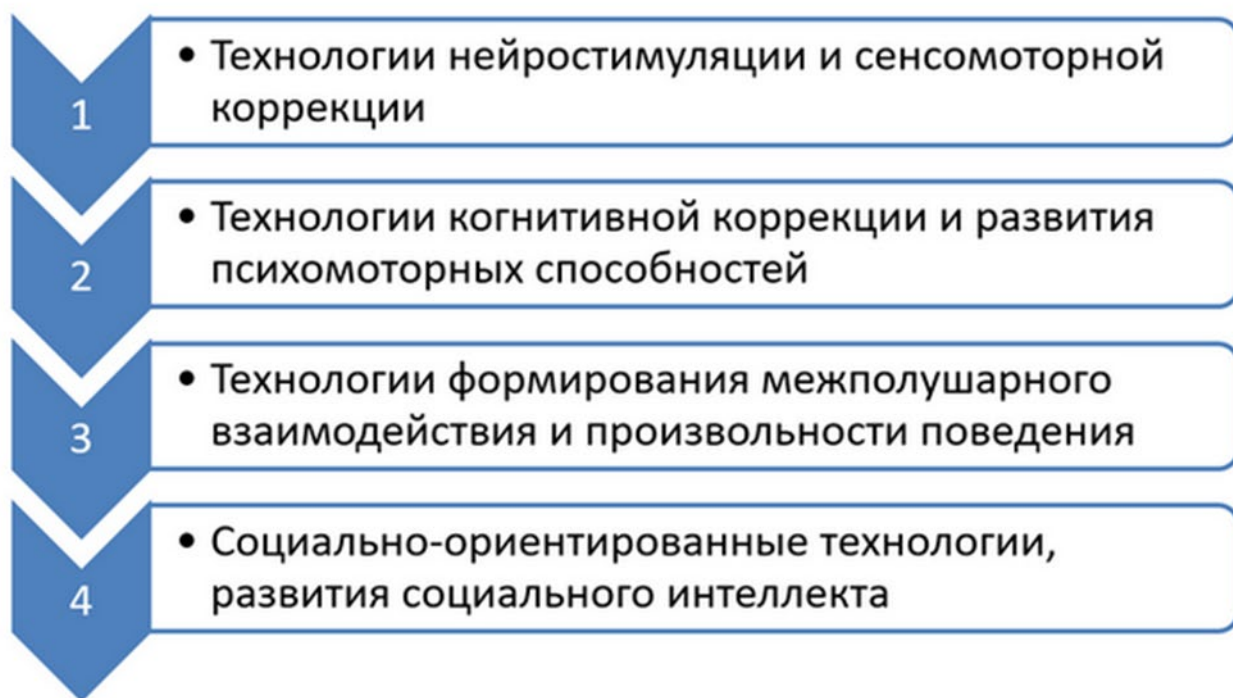 1
• Технологии нейростимуляции и сенсомоторной
коррекции
2
• Технологии когнитивной коррекции и развития
психомоторных способностей
3
• Технологии формирования межполушарного
взаимодействия и произвольности поведения
4
• Социально-ориентированные технологии,
развития социального интеллекта